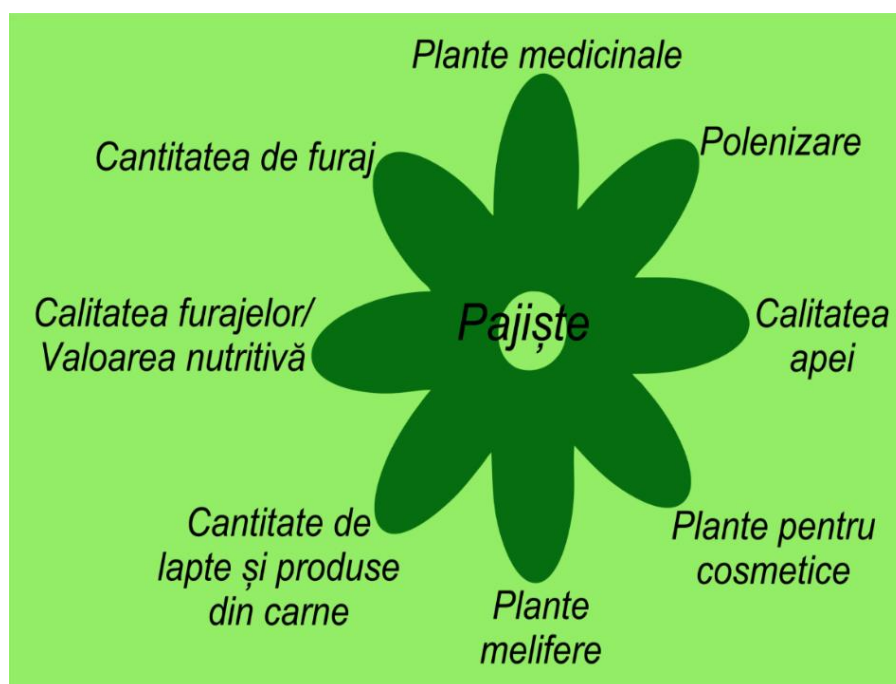 Plante medicinale
Cantitatea de furaj
Polenizare
Calitatea furajelor/
Valoarea nutritivă
Pajiște
Calitatea
apei
Cantitate de
lapte și produse
din carne
Plante
melifere
Plante pentru
cosmetice